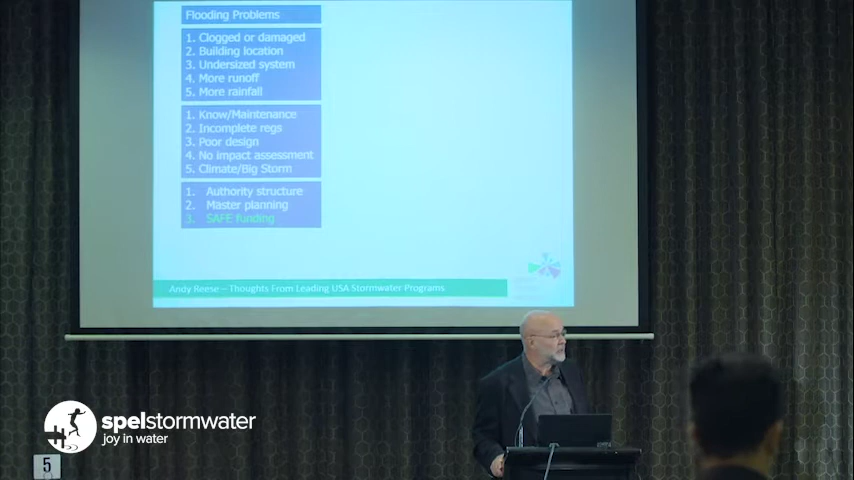 Flooding Problems
1. Clogged or damaged
2. Building location
3. Undersized system
4. More runoff
5. More rainfall
1. Know/Maintenance
2. Incomplete regs
3. Poor design
4. No impact assessment
5. Climate/Big Storm
1. Authority structure
2. Master planning
3. SAFE funding
Andy Reese – Thoughts From Leading USA Stormwater Programs
spelstormwater
joy in water
5